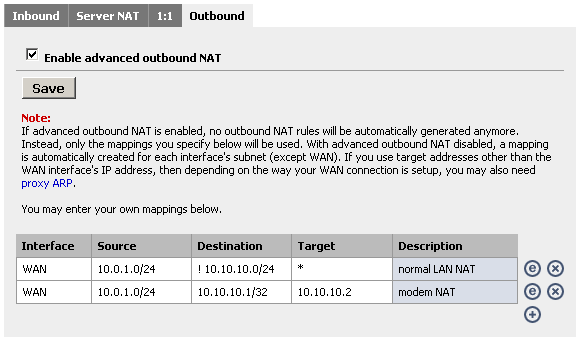 Inbound Server NAT 1:1 Outbound
Enable advanced outbound NAT
Save
Note:
If advanced outbound NAT is enabled, no outbound NAT rules will be automatically generated anymore.
Instead, only the mappings you specify below will be used. With advanced outbound NAT disabled, a mapping
is automatically created for each interface's subnet (except WAN). If you use target addresses other than the
WAN interface's IP address, then depending on the way your WAN connection is setup, you may also need
proxy ARP.
You may enter your own mappings below.
Interface Source Destination Target Description
WAN 10.0.1.0/24 ! 10.10.10.0/24 * normal LAN NAT
WAN 10.0.1.0/24 10.10.10.1/32 10.10.10.2 modem NAT